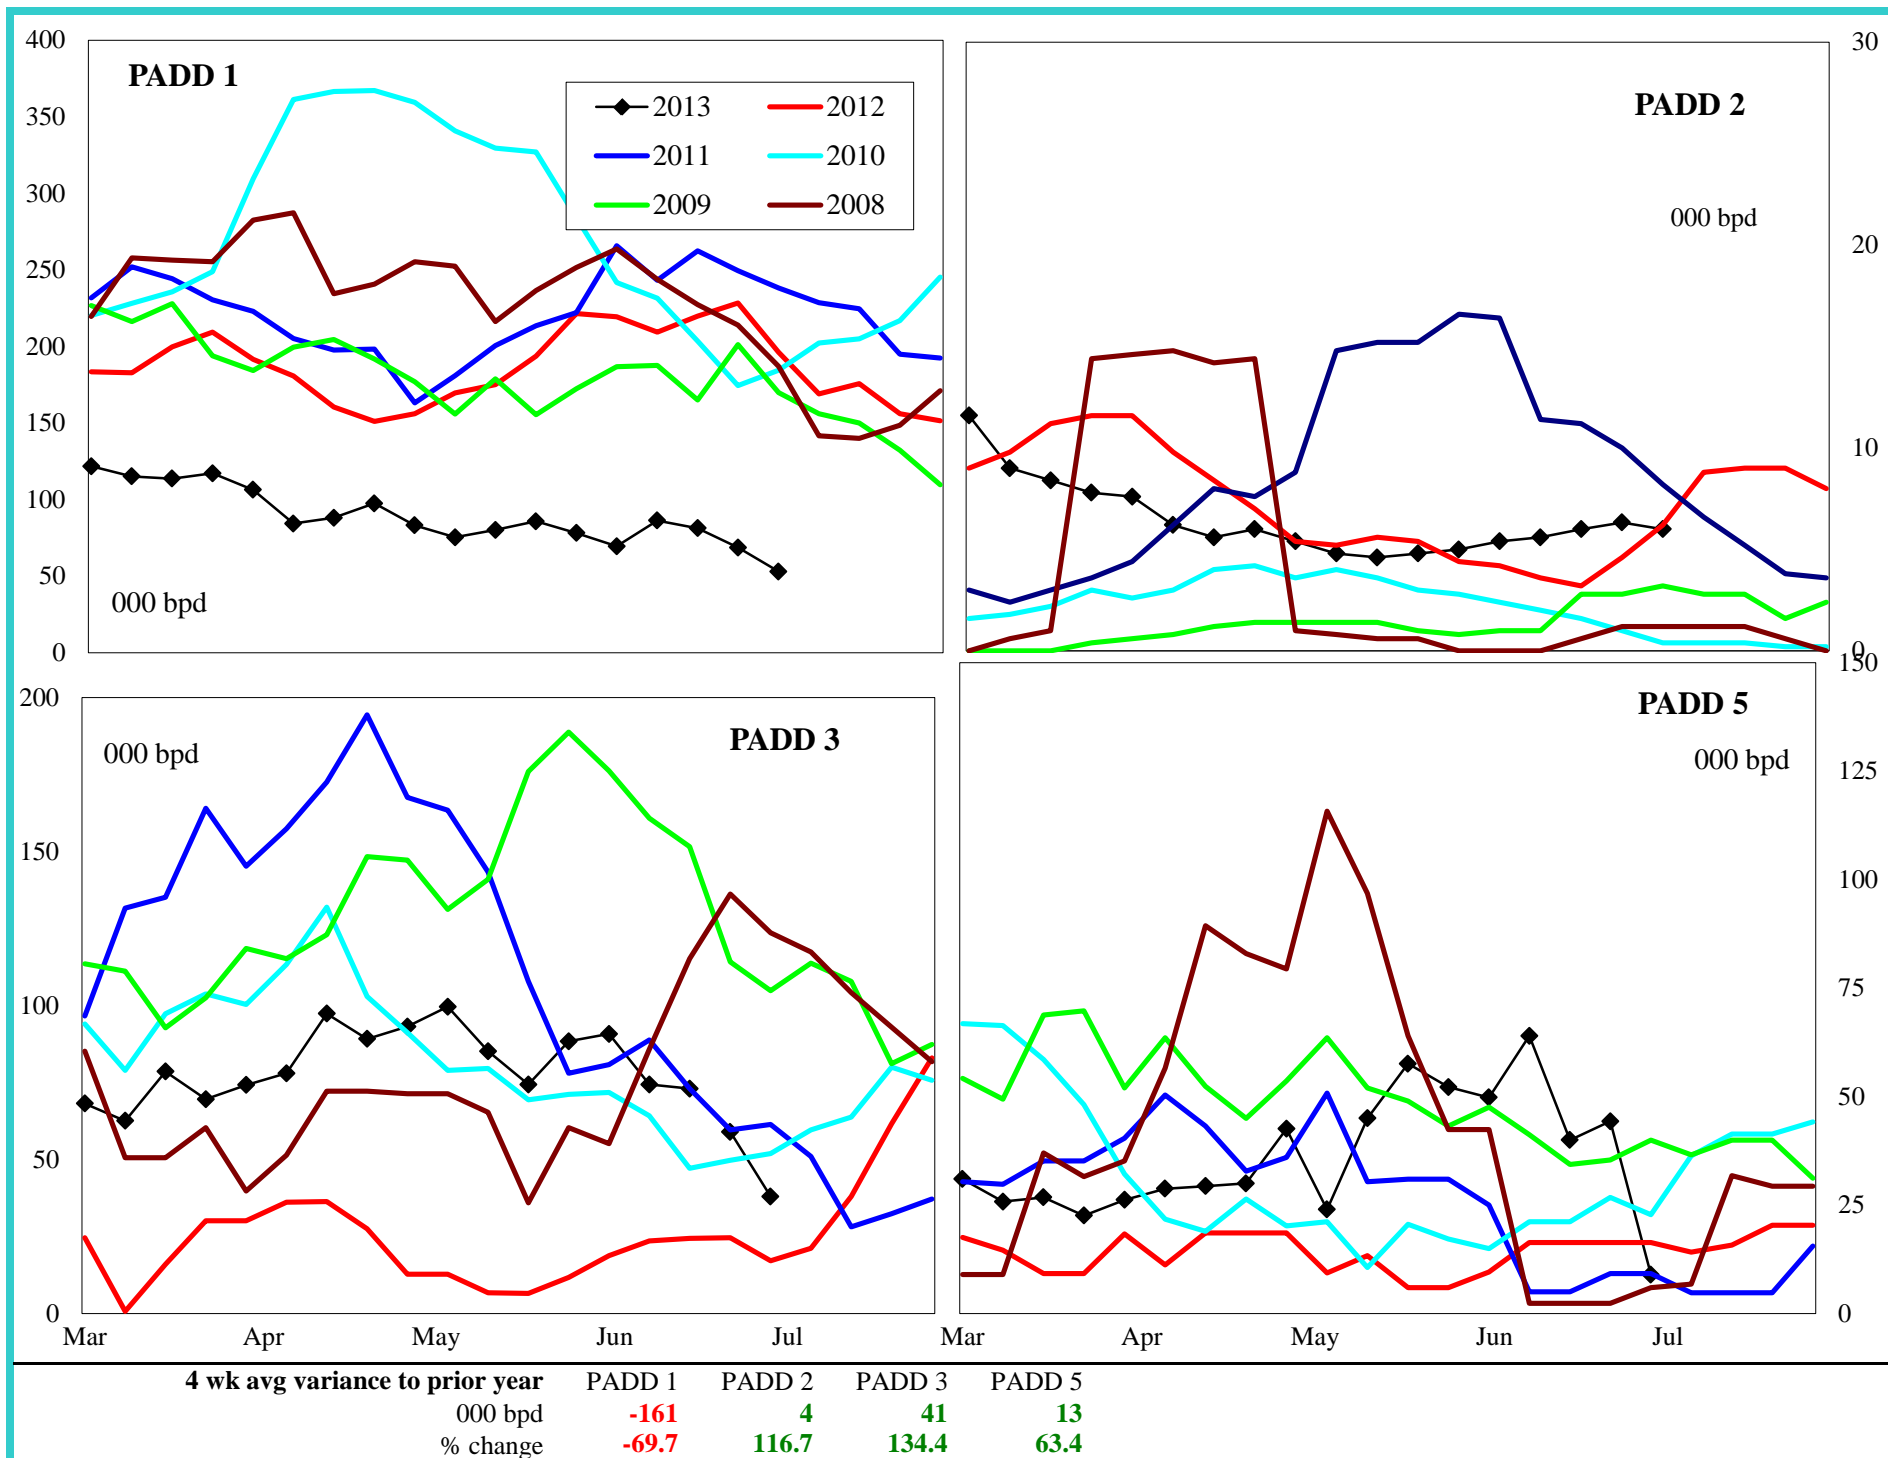 PADD 1
400
350
300
250
200
150
100
50
0
2013 2012
2011 2010
2009 2008
000 bpd
PADD 2
000 bpd
30
20
10
0
PADD 3
000 bpd
200
150
100
50
0
Mar Apr May Jun Jul
PADD 5
000 bpd
150
125
100
75
50
25
0
Mar Apr May Jun Jul
4 wk avg variance to prior year PADD 1 PADD 2 PADD 3 PADD 5
000 bpd -161 4 41 13
% change -69.7 116.7 134.4 63.4